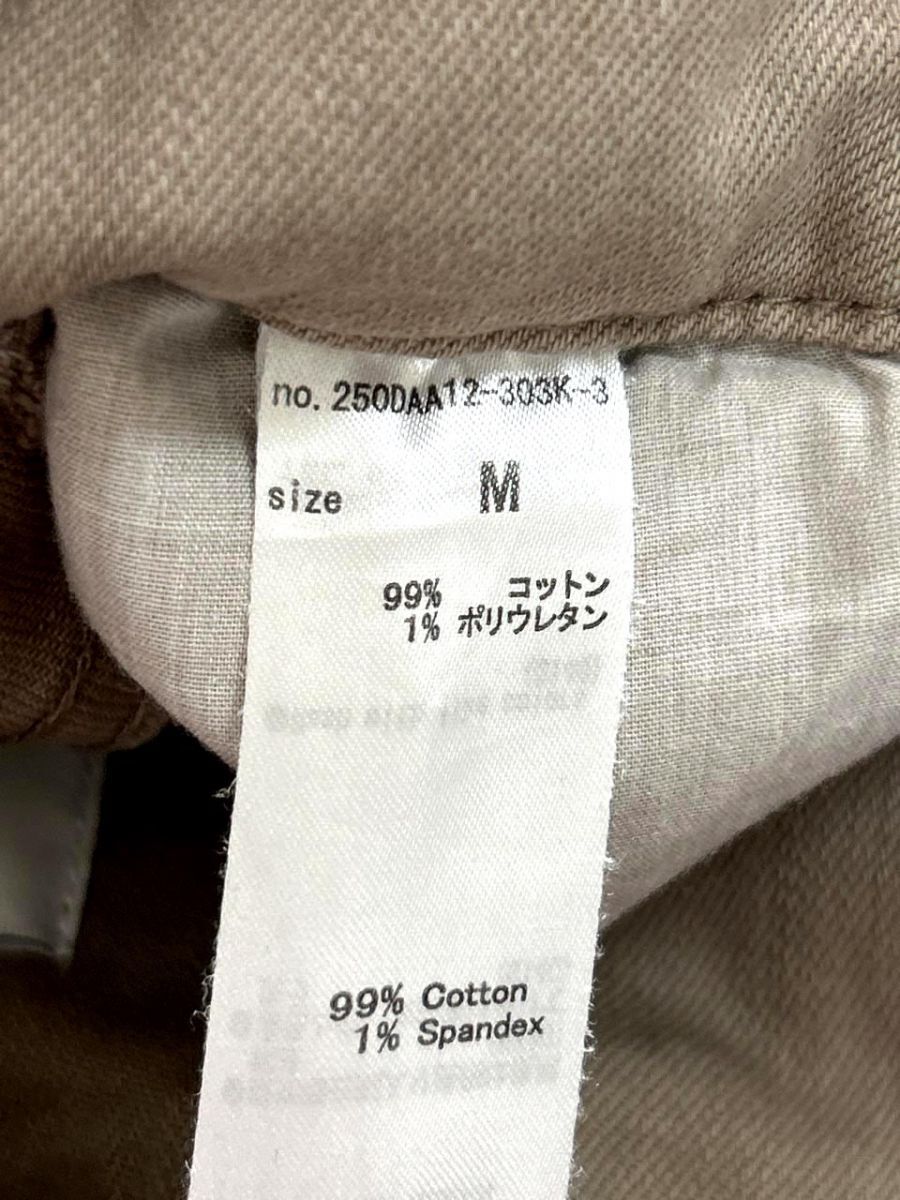 no. 250DAA12-303K-3
size M
99% コットン
1% ポリウレタン
99% Cotton
1% Spandex